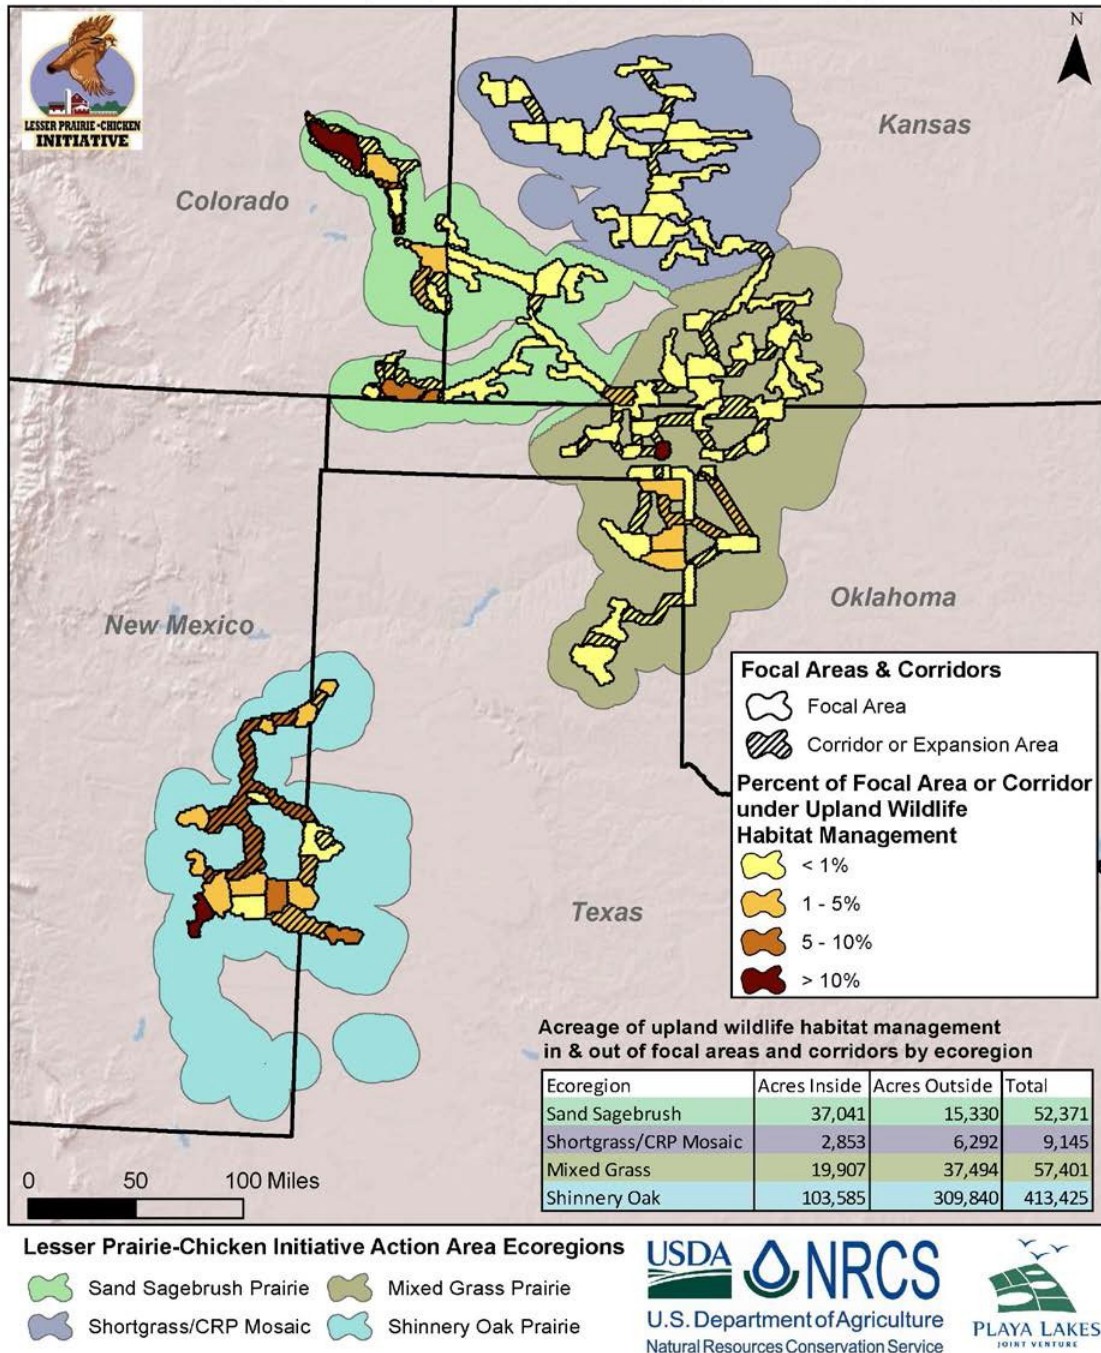 LESSER PRAIRIE-CHICKEN
INITIATIVE
N
Kansas
Colorado
Oklahoma
New Mexico
Texas
Focal Areas & Corridors
Focal Area
Corridor or Expansion Area
Percent of Focal Area or Corridor
under Upland Wildlife
Habitat Management
< 1%
1 - 5%
5 - 10%
> 10%
Acreage of upland wildlife habitat management
in & out of focal areas and corridors by ecoregion
Ecoregion Acres Inside Acres Outside Total
Sand Sagebrush 37,041 15,330 52,371
Shortgrass/CRP Mosaic 2,853 6,292 9,145
Mixed Grass 19,907 37,494 57,401
Shinnery Oak 103,585 309,840 413,425
0 50 100 Miles
Lesser Prairie-Chicken Initiative Action Area Ecoregions
Sand Sagebrush Prairie Mixed Grass Prairie
Shortgrass/CRP Mosaic Shinnery Oak Prairie
USDA NRCS
U.S. Department of Agriculture
Natural Resources Conservation Service
PLAYA LAKES
JOINT VENTURE